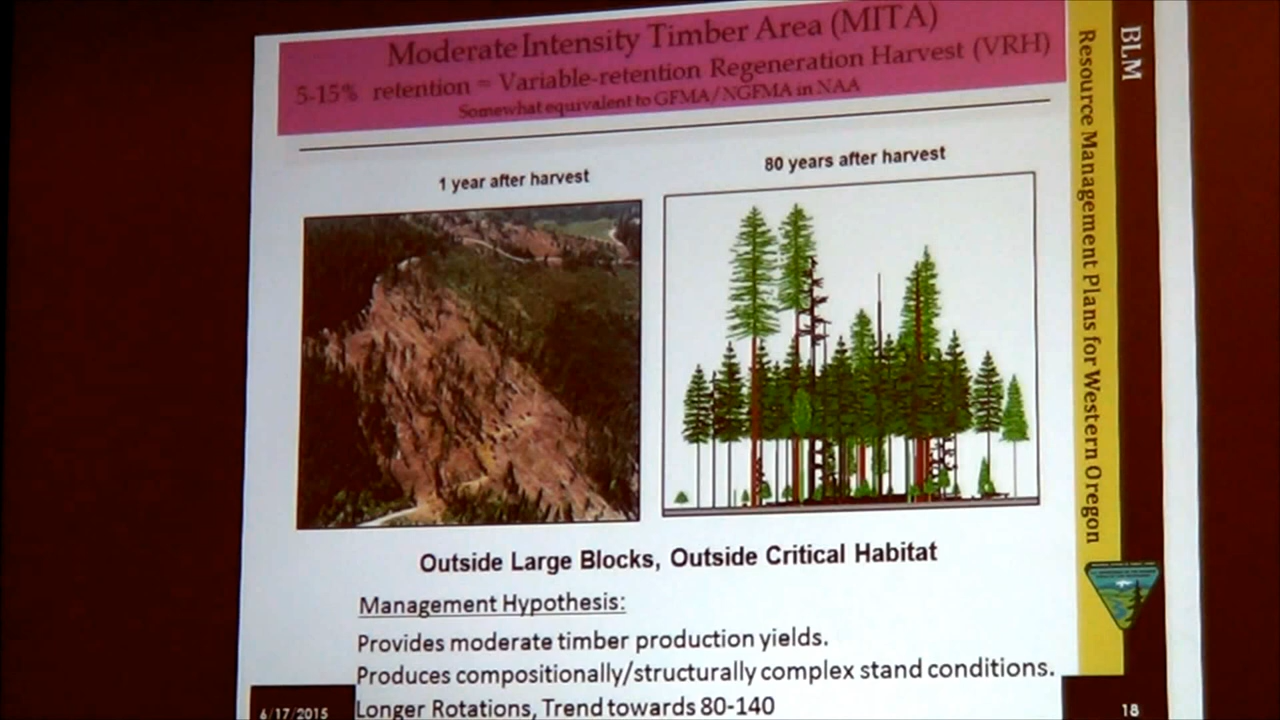 Moderate Intensity Timber Area (MITA)
5-15% retention = Variable-retention Regeneration Harvest (VRH)
Somewhat equivalent to GFMA/NGFMA in NAA
1 year after harvest
80 years after harvest
Outside Large Blocks, Outside Critical Habitat
Management Hypothesis:
Provides moderate timber production yields.
Produces compositionally/structurally complex stand conditions.
Longer Rotations, Trend towards 80-140
6/17/2015
18
BLM
Resource Management Plans for Western Oregon